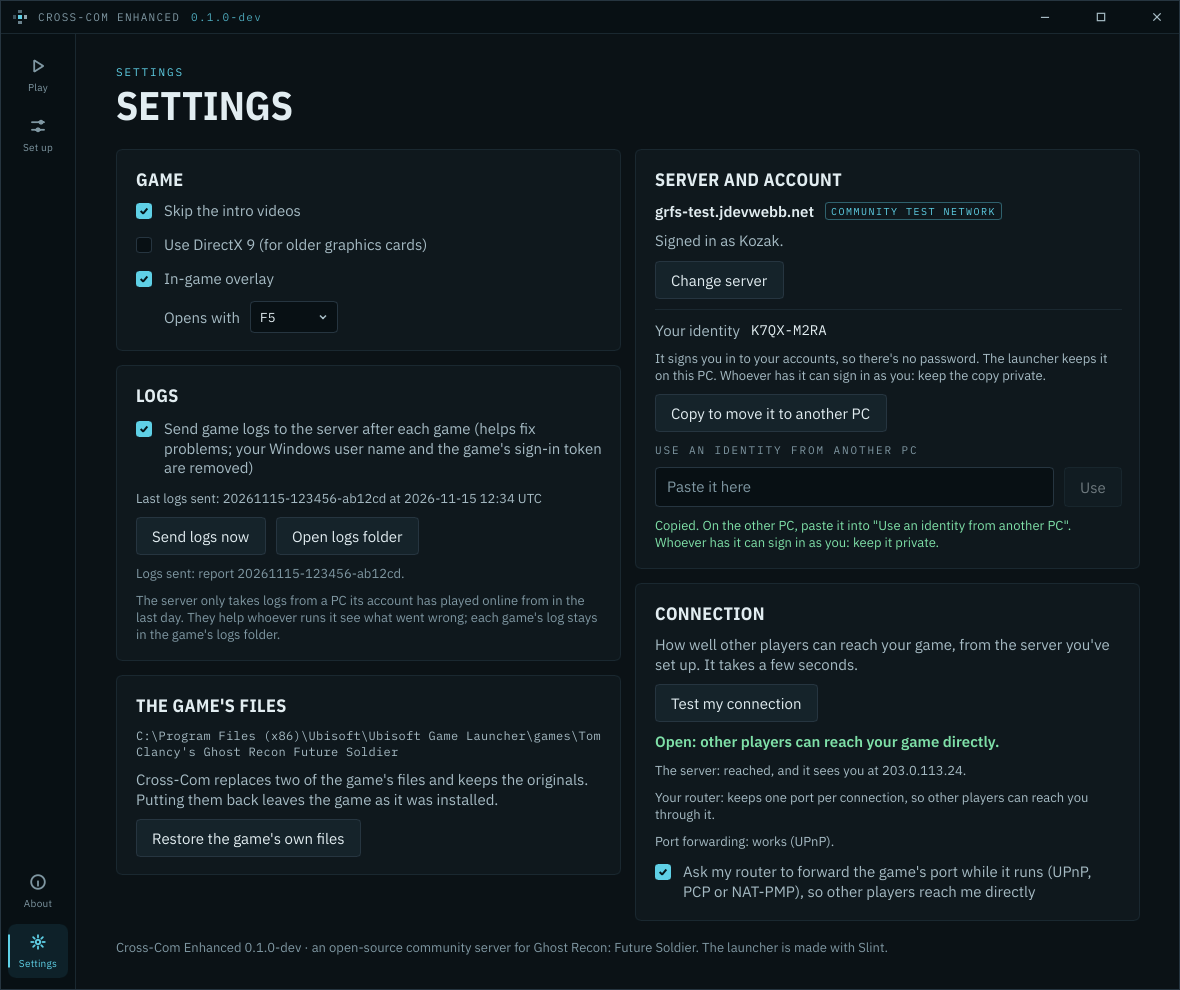 CROSS-COM ENHANCED 0.1.0-dev
Play
Set up
About
Settings
SETTINGS
SETTINGS
GAME
Skip the intro videos
Use DirectX 9 (for older graphics cards)
In-game overlay
Opens with F5
LOGS
Send game logs to the server after each game (helps fix
problems; your Windows user name and the game's sign-in token
are removed)
Last logs sent: 20261115-123456-ab12cd at 2026-11-15 12:34 UTC
Send logs now Open logs folder
Logs sent: report 20261115-123456-ab12cd.
The server only takes logs from a PC its account has played online from in the
last day. They help whoever runs it see what went wrong; each game's log stays
in the game's logs folder.
THE GAME'S FILES
C:\Program Files (x86)\Ubisoft\Ubisoft Game Launcher\games\Tom
Clancy's Ghost Recon Future Soldier
Cross-Com replaces two of the game's files and keeps the originals.
Putting them back leaves the game as it was installed.
Restore the game's own files
SERVER AND ACCOUNT
grfs-test.jdevwebb.net COMMUNITY TEST NETWORK
Signed in as Kozak.
Change server
Your identity K7QX-M2RA
It signs you in to your accounts, so there's no password. The launcher keeps it
on this PC. Whoever has it can sign in as you: keep the copy private.
Copy to move it to another PC
USE AN IDENTITY FROM ANOTHER PC
Paste it here Use
Copied. On the other PC, paste it into "Use an identity from another PC".
Whoever has it can sign in as you: keep it private.
CONNECTION
How well other players can reach your game, from the server you've
set up. It takes a few seconds.
Test my connection
Open: other players can reach your game directly.
The server: reached, and it sees you at 203.0.113.24.
Your router: keeps one port per connection, so other players can reach you
through it.
Port forwarding: works (UPnP).
Ask my router to forward the game's port while it runs (UPnP,
PCP or NAT-PMP), so other players reach me directly
Cross-Com Enhanced 0.1.0-dev · an open-source community server for Ghost Recon: Future Soldier. The launcher is made with Slint.